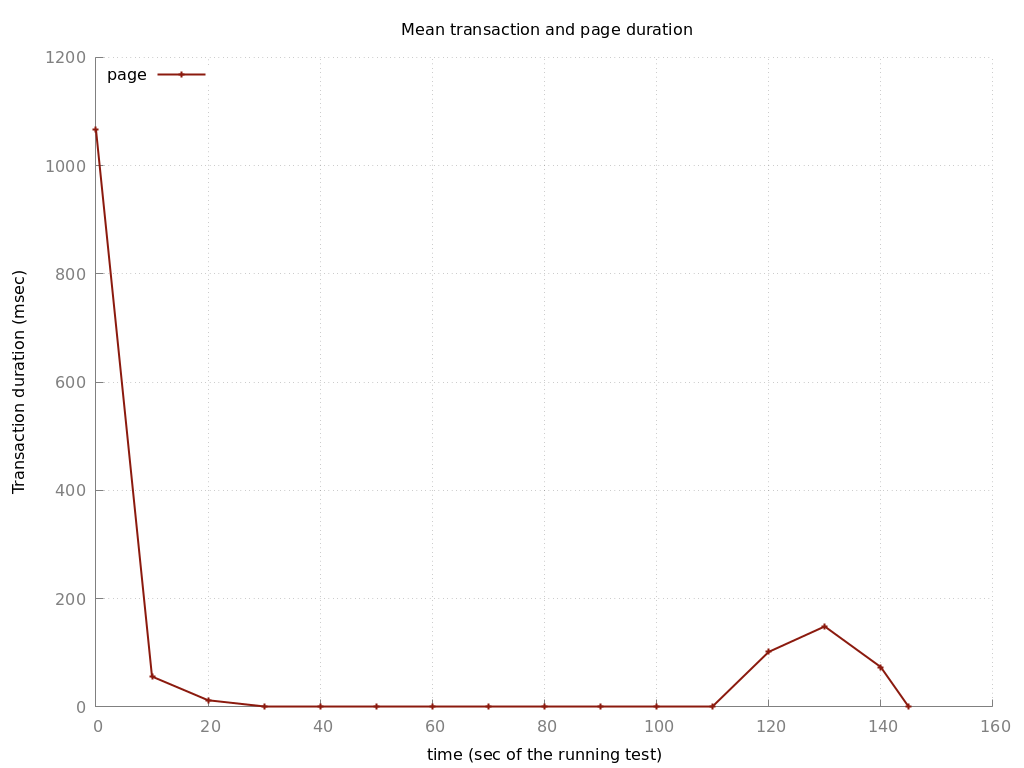 Mean transaction and page duration
page
1200
1000
800
600
400
200
0
Transaction duration (msec)
0 20 40 60 80 100 120 140 160
time (sec of the running test)